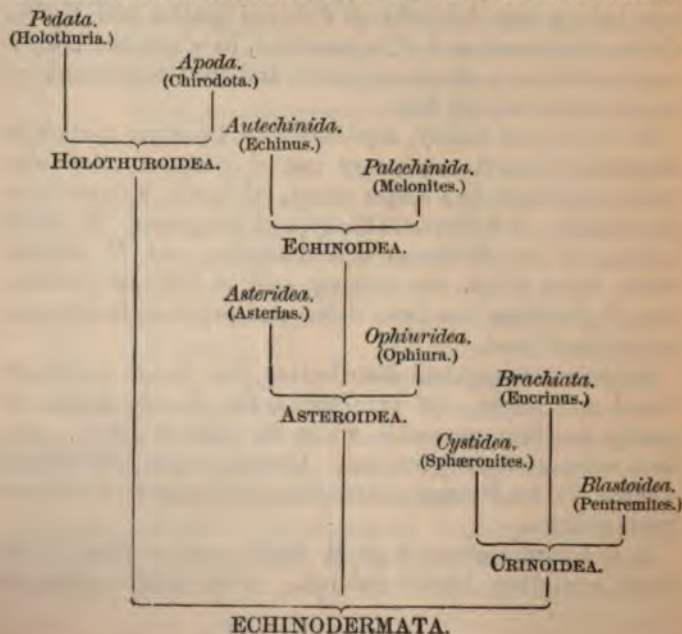 Pedata.
(Holothuria.)
Apoda.
(Chirodota.)
HOLOTHUROIDEA.
Autechinida.
(Echinus.)
Palechinida.
(Melonites.)
ECHINOIDEA.
Asteridea.
(Asterias.)
Ophiuridea.
(Ophiura.)
ASTEROIDEA.
Brachiata.
(Encrinus.)
Cystidea.
(Sphæronites.)
Blastoidea.
(Pentremites.)
CRINOIDEA.
ECHINODERMATA.